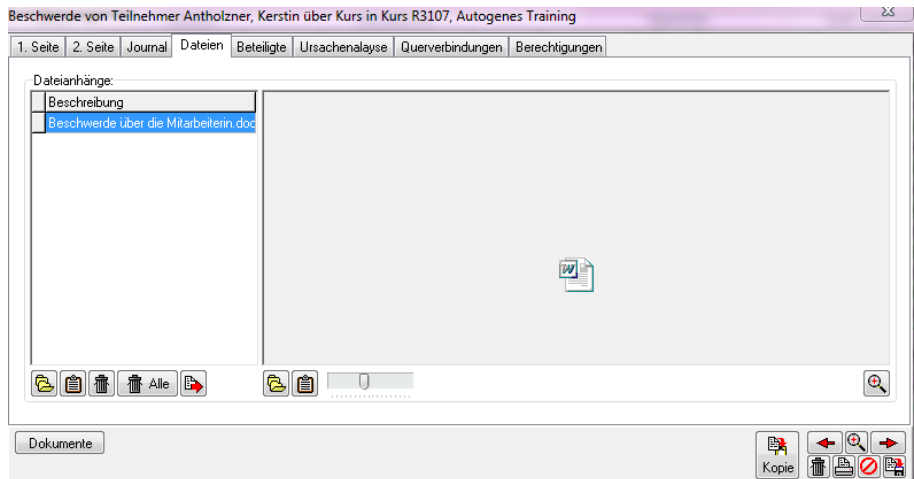 Beschwerde von Teilnehmer Antholzner, Kerstin über Kurs in Kurs R3107, Autogenes Training
1. Seite 2. Seite Journal Dateien Beteiligte Ursachenalayse Querverbindungen Berechtigungen
Dateianhänge:
Beschreibung
Beschwerde über die Mitarbeiterin.doc
Alle
Dokumente
Kopie